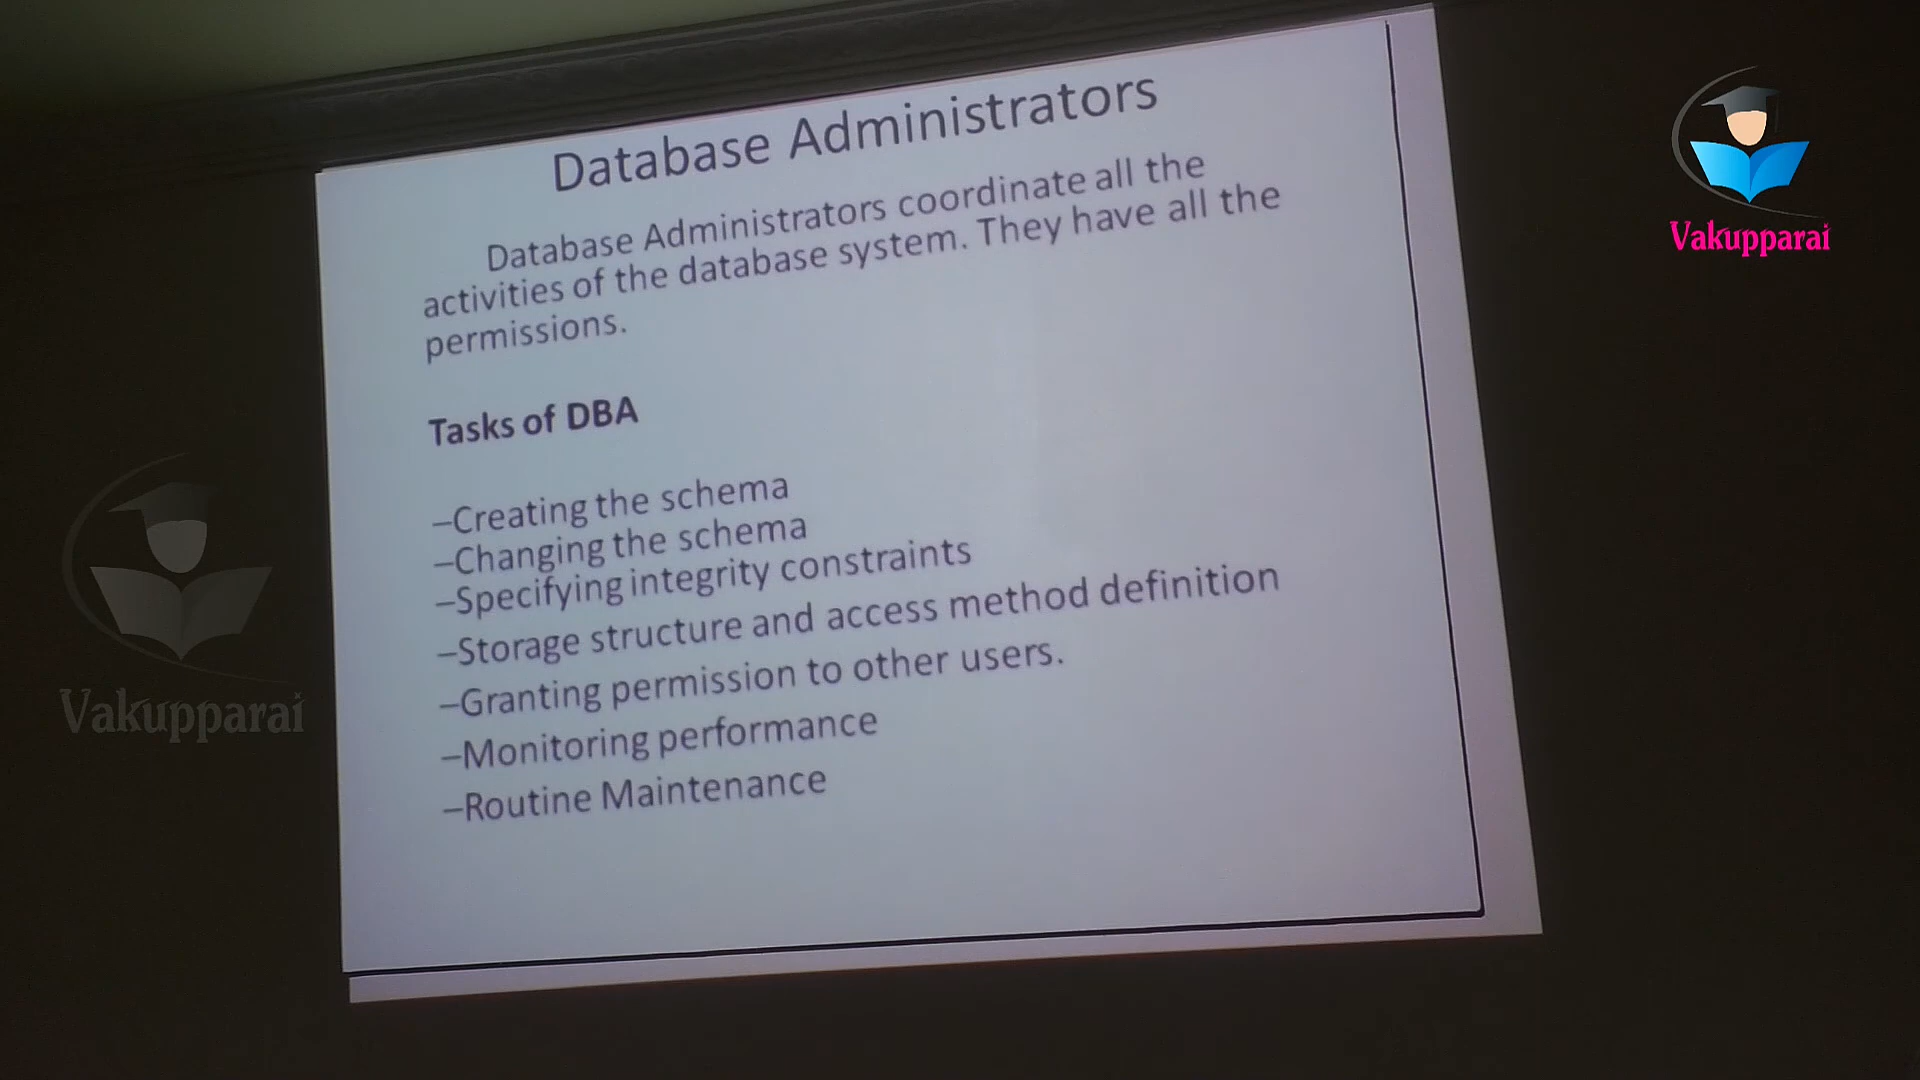 Database Administrators
Database Administrators coordinate all the
activities of the database system. They have all the
permissions.
Tasks of DBA
–Creating the schema
–Changing the schema
–Specifying integrity constraints
–Storage structure and access method definition
–Granting permission to other users.
–Monitoring performance
–Routine Maintenance
Vakupparai
Vakupparai